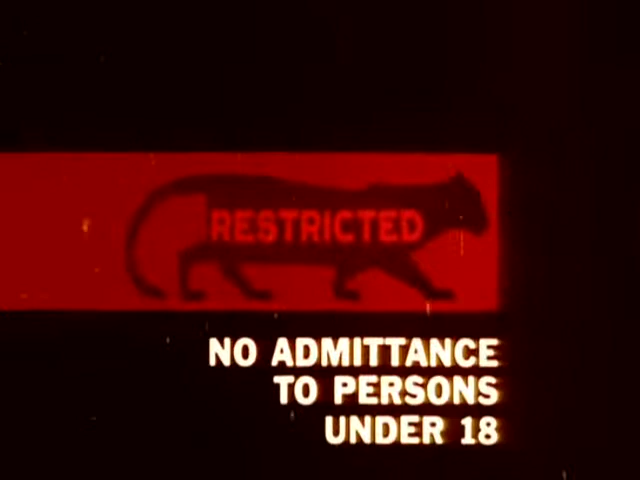 RESTRICTED
NO ADMITTANCE
TO PERSONS
UNDER 18